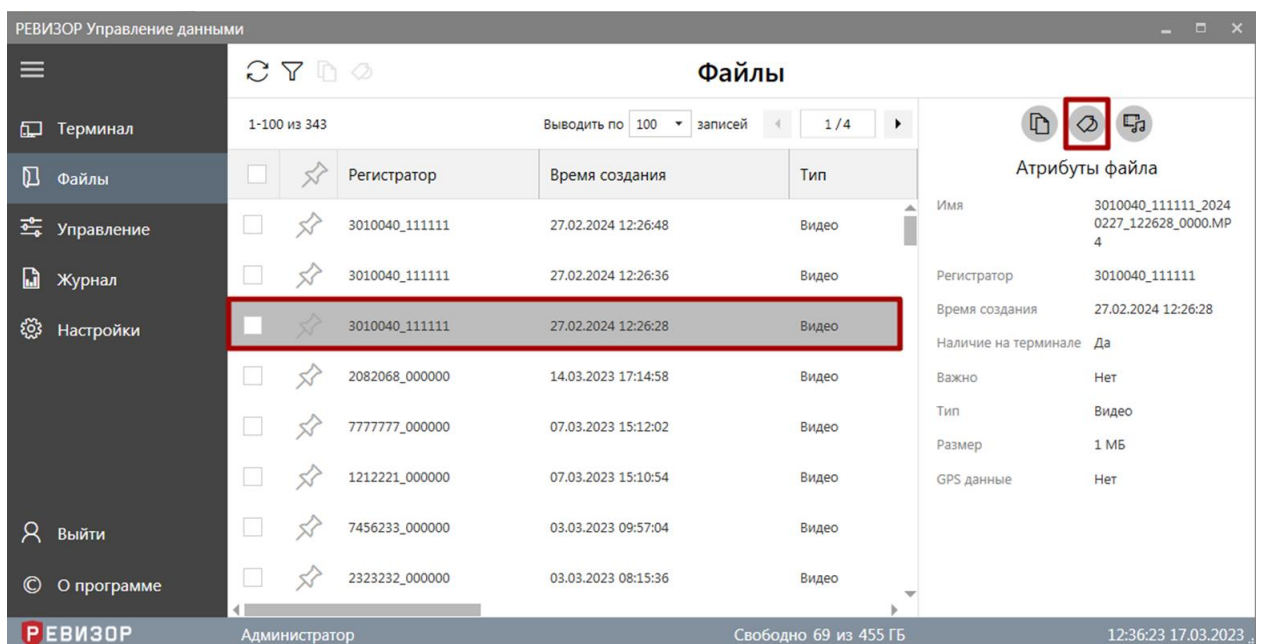 РЕВИЗОР Управление данными
Файлы
Терминал
Файлы
Управление
Журнал
Настройки
Выйти
О программе
1-100 из 343
Выводить по 100 записей 1/4
Регистратор Время создания Тип
3010040_111111 27.02.2024 12:26:48 Видео
3010040_111111 27.02.2024 12:26:36 Видео
3010040_111111 27.02.2024 12:26:28 Видео
2082068_000000 14.03.2023 17:14:58 Видео
7777777_000000 07.03.2023 15:12:02 Видео
1212221_000000 07.03.2023 15:10:54 Видео
7456233_000000 03.03.2023 09:57:04 Видео
2323232_000000 03.03.2023 08:15:36 Видео
Атрибуты файла
Имя 3010040_111111_2024
0227_122628_0000.MP
4
Регистратор 3010040_111111
Время создания 27.02.2024 12:26:28
Наличие на терминале Да
Важно Нет
Тип Видео
Размер 1 МБ
GPS данные Нет
РЕВИЗОР Администратор Свободно 69 из 455 ГБ 12:36:23 17.03.2023